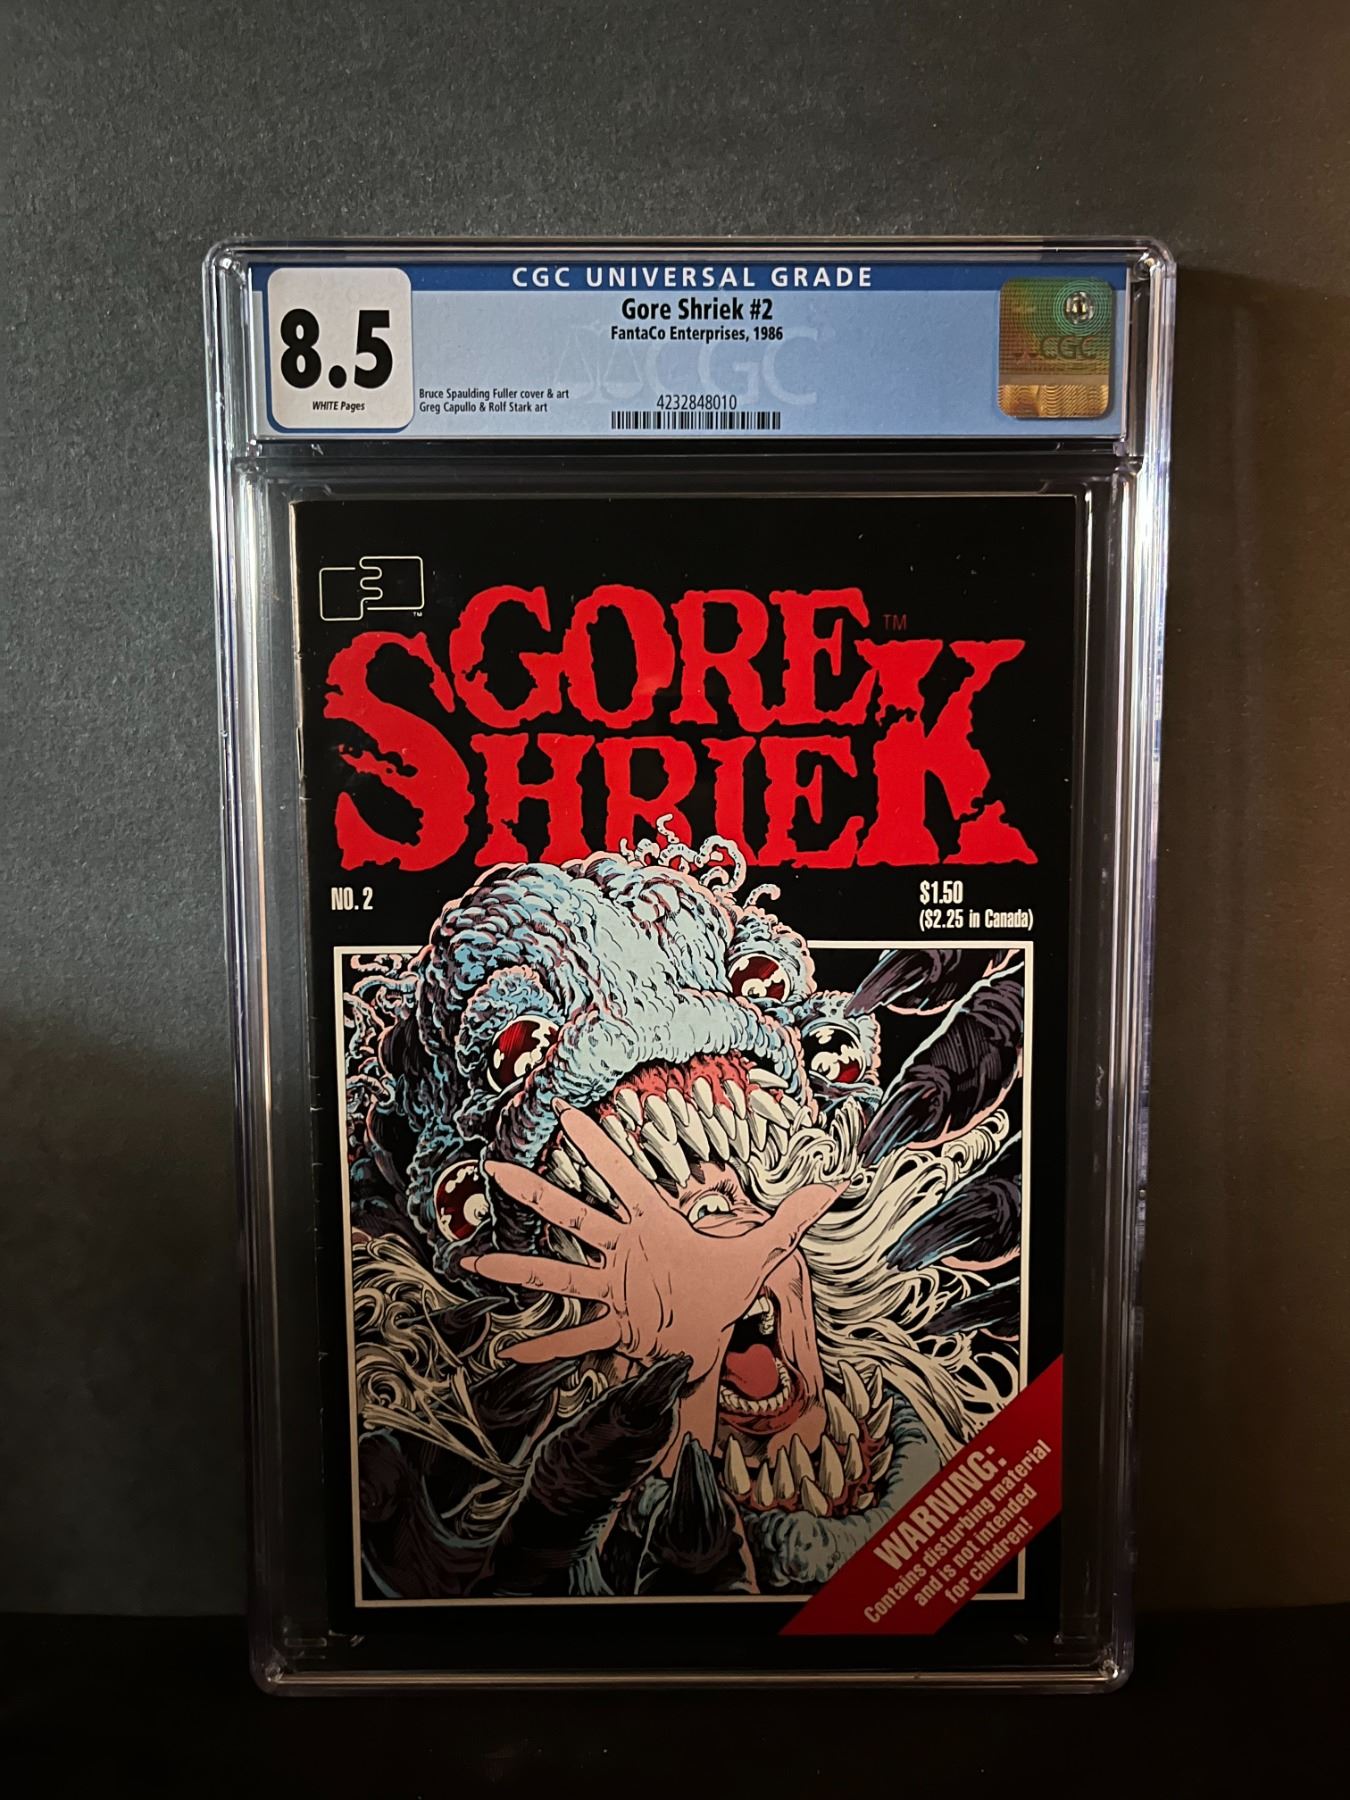 CGC UNIVERSAL GRADE
8.5
WHITE Pages
Gore Shriek #2
FantaCo Enterprises, 1986
CGC
Bruce Spaulding Fuller cover & art
Greg Capullo & Rolf Stark art
4232848010
CGC
TM
GORE TM
SHRIEK
NO. 2
$1.50
($2.25 in Canada)
WARNING:
Contains disturbing material
and is not intended
for children!